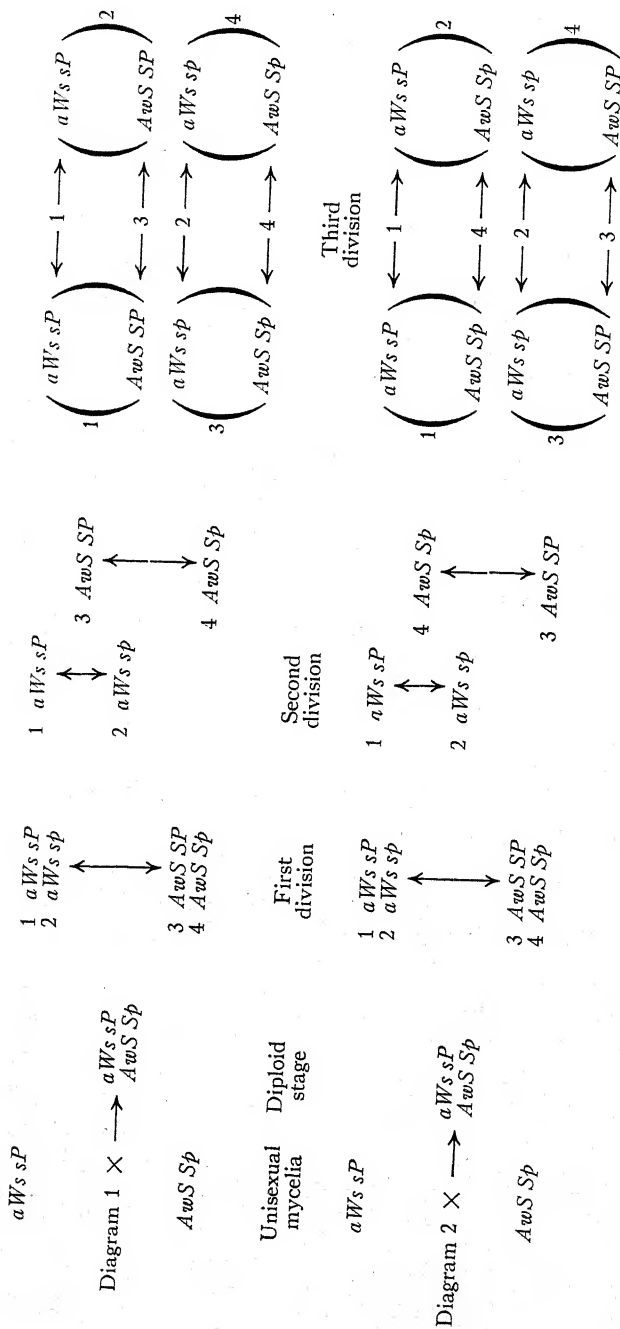 aWs sP
Diagram 1 × ⟶ aWs sP
AwS Sp
AwS Sp
1 aWs sP
2 aWs sp
3 AwS SP
4 AwS Sp
1 aWs sP
2 aWs sp
3 AwS SP
4 AwS Sp
1 ( aWs sP ) ← 1 → ( aWs sP ) 2
( AwS SP ) ← 3 → ( AwS SP )
3 ( aWs sp ) ← 2 → ( aWs sp ) 4
( AwS Sp ) ← 4 → ( AwS Sp )
Unisexual
mycelia
Diploid
stage
First
division
Second
division
Third
division
aWs sP
Diagram 2 × ⟶ aWs sP
AwS Sp
AwS Sp
1 aWs sP
2 aWs sp
3 AwS SP
4 AwS Sp
1 nWs sP
2 aWs sp
4 AwS Sp
3 AwS SP
1 ( aWs sP ) ← 1 → ( aWs sP ) 2
( AwS Sp ) ← 4 → ( AwS Sp )
3 ( aWs sp ) ← 2 → ( aWs sp ) 4
( AwS SP ) ← 3 → ( AwS SP )